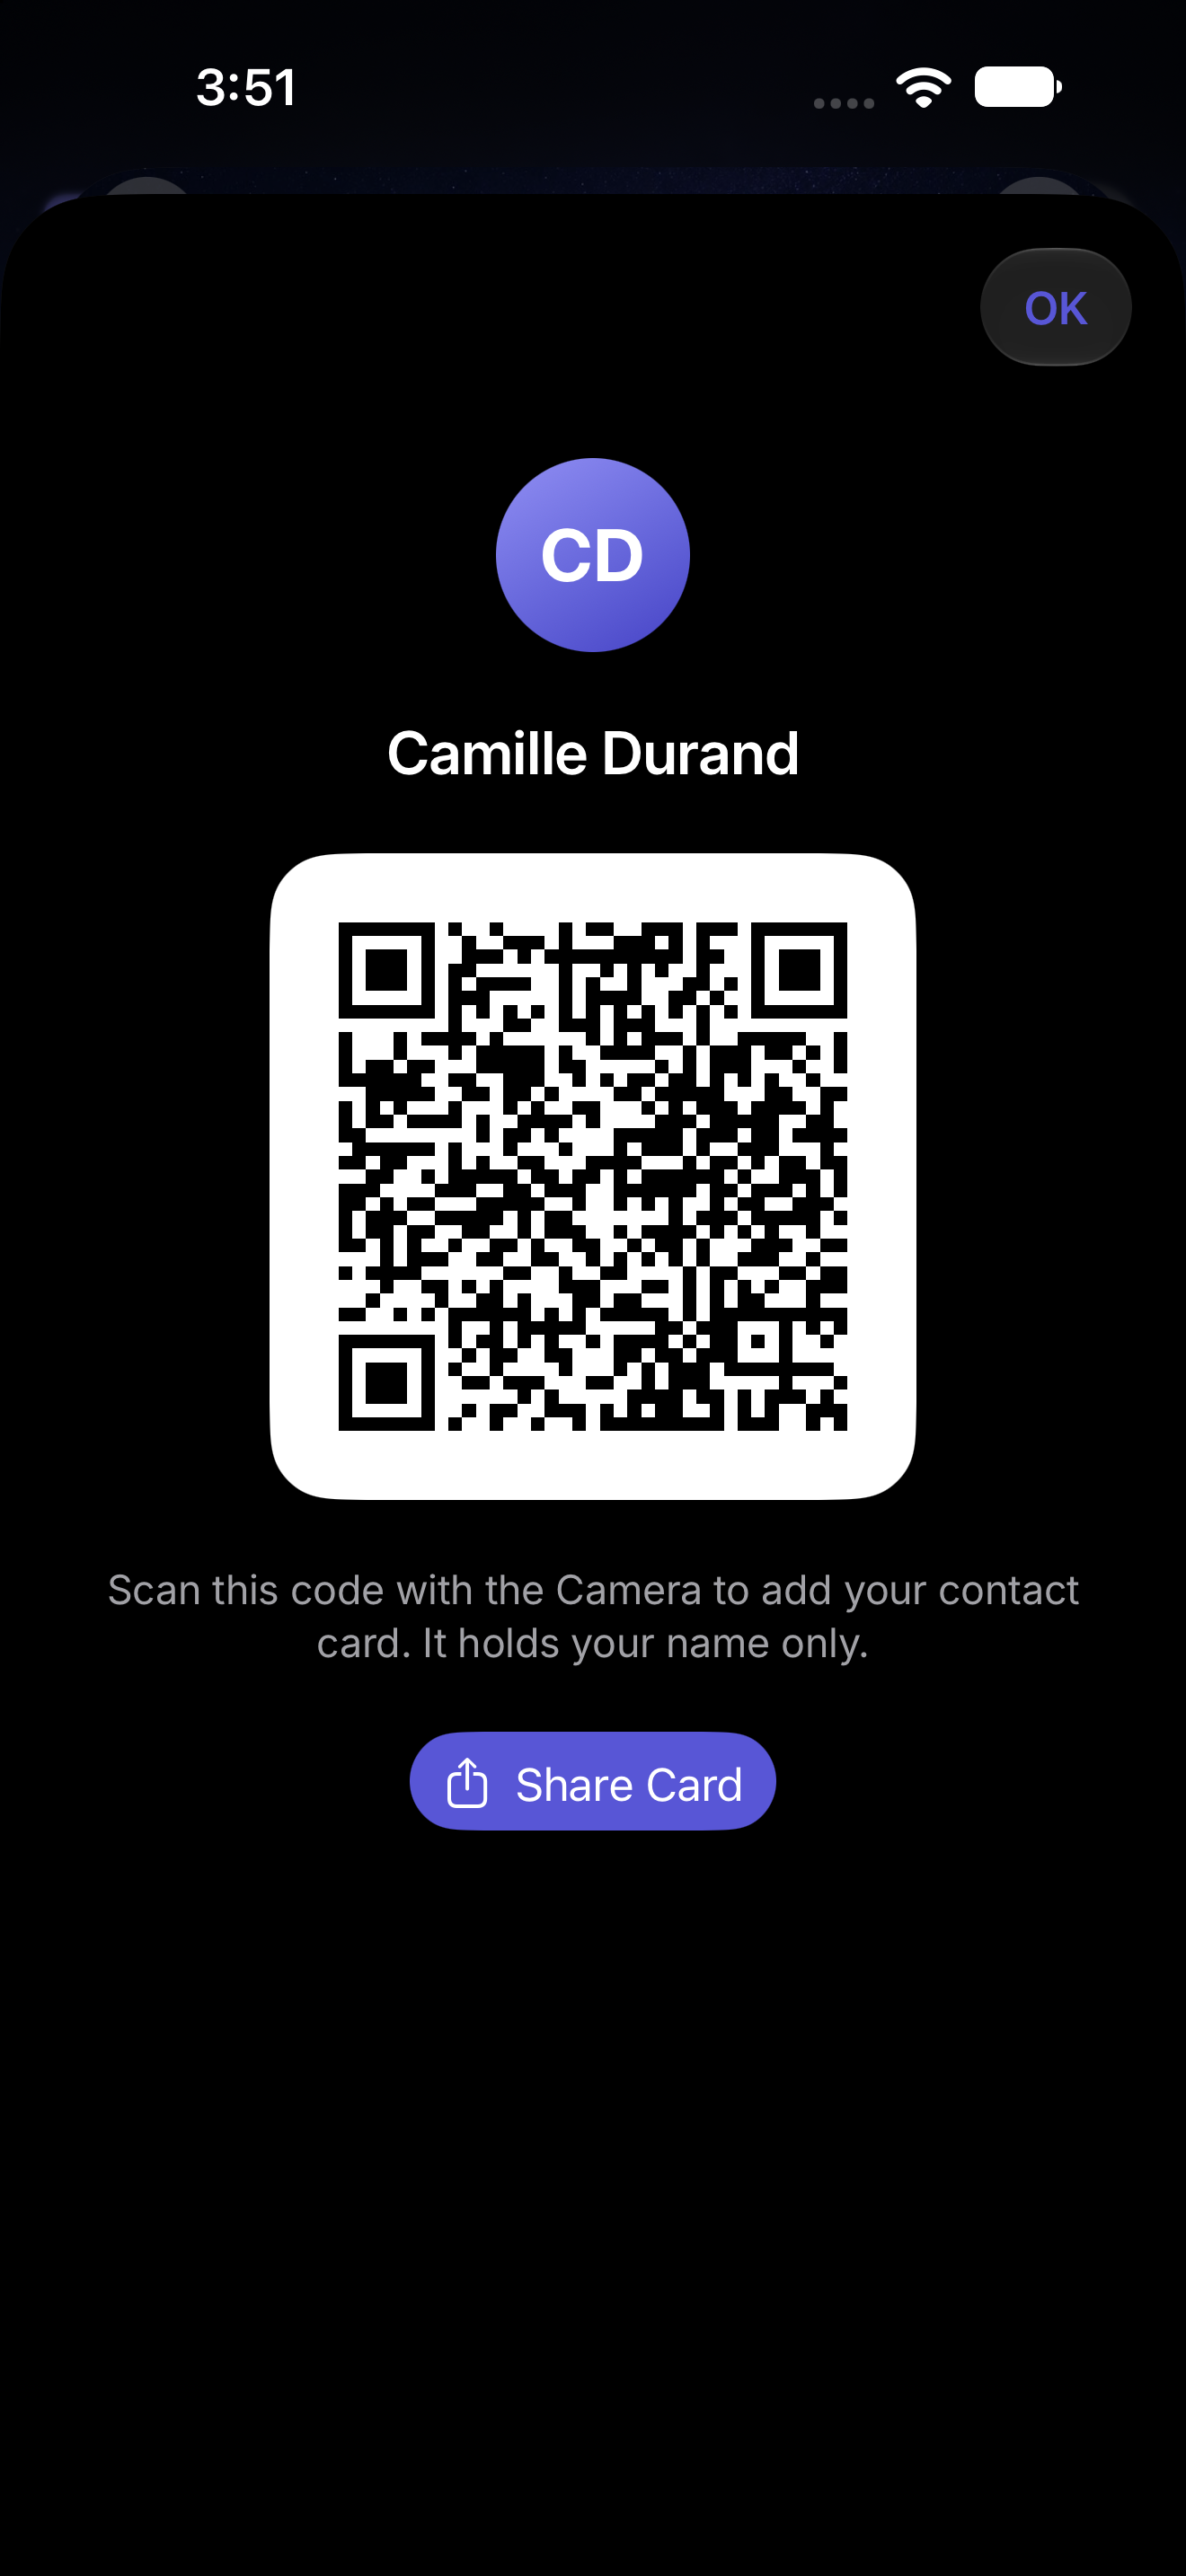 3:51
OK
CD
Camille Durand
Scan this code with the Camera to add your contact
card. It holds your name only.
Share Card